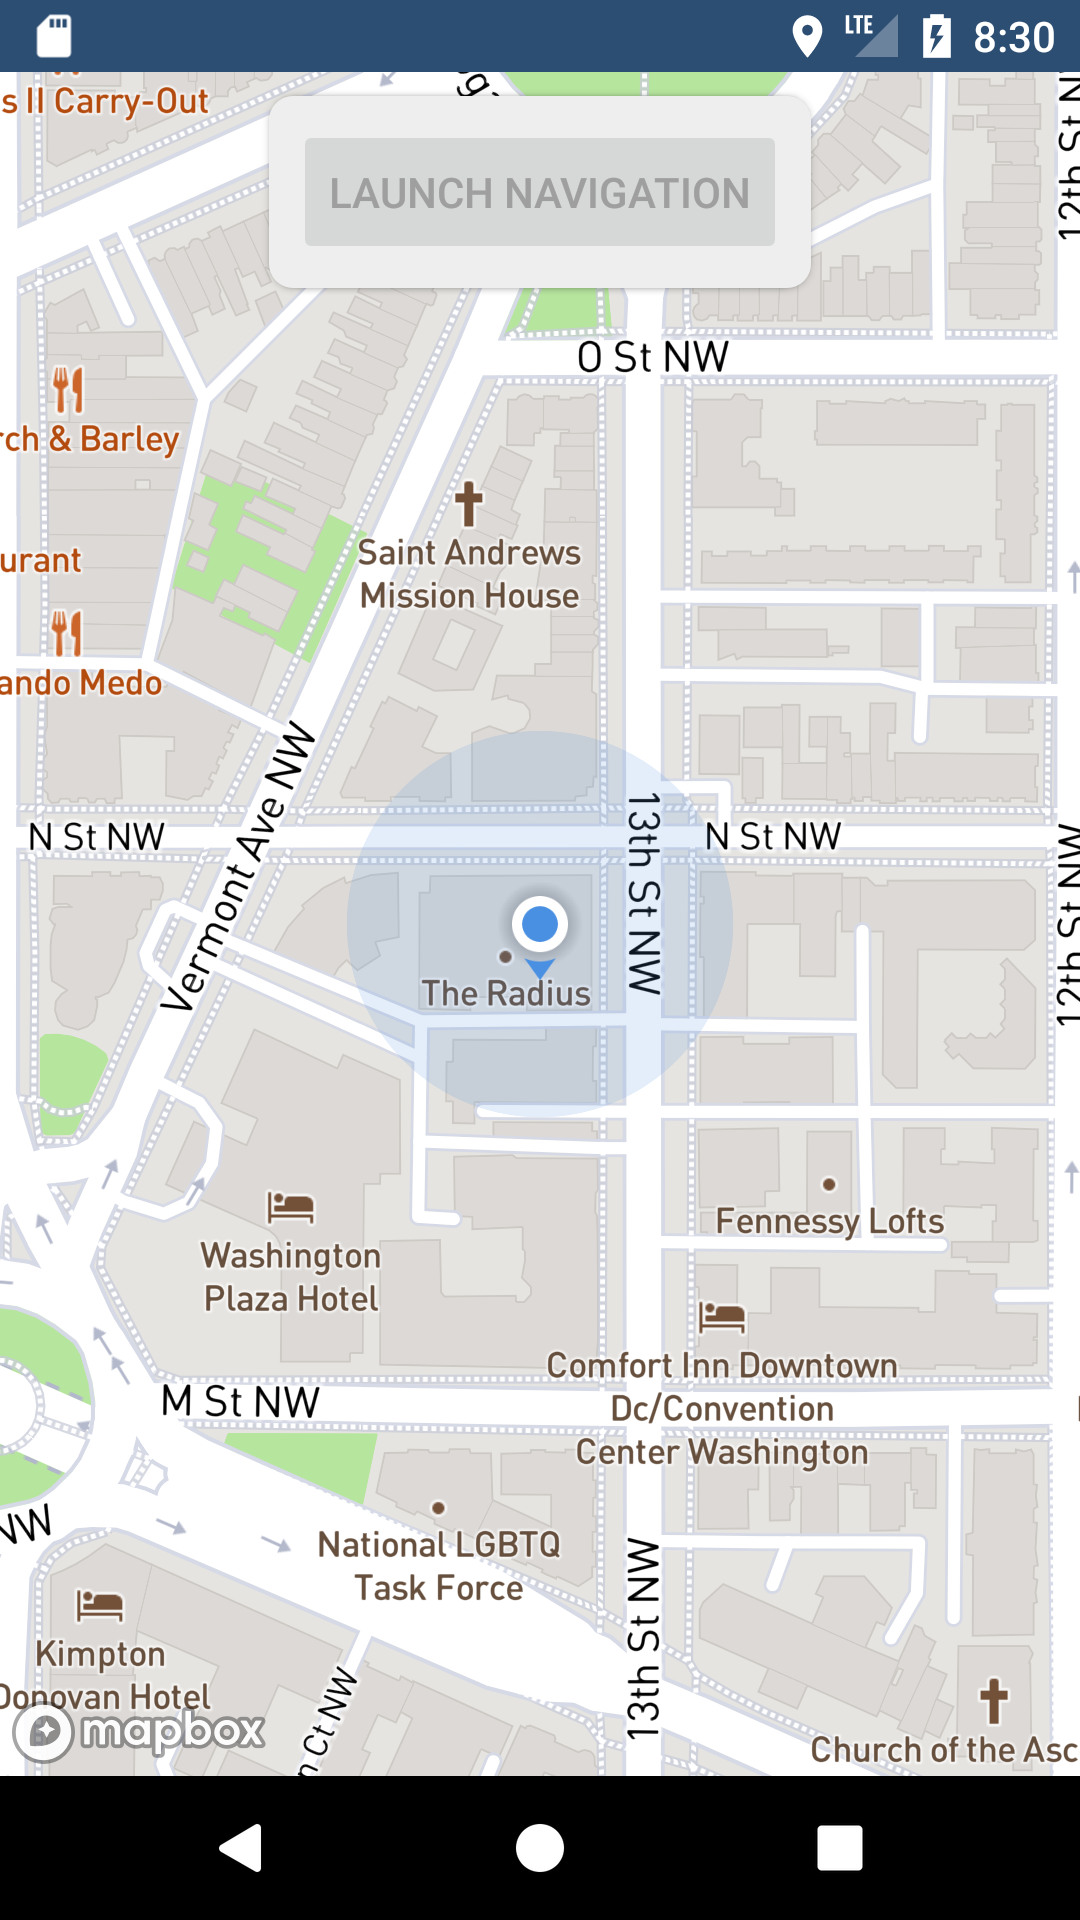 LTE 8:30
s II Carry-Out
12th St N
LAUNCH NAVIGATION
O St NW
rch & Barley
Saint Andrews
Mission House
urant
ando Medo
Vermont Ave NW
N St NW
13th St NW
N St NW
12th St NW
The Radius
Fennessy Lofts
Washington
Plaza Hotel
Comfort Inn Downtown
Dc/Convention
Center Washington
M St NW
NW
National LGBTQ
Task Force
13th St NW
Kimpton
Donovan Hotel
n Ct NW
mapbox
Church of the Asc